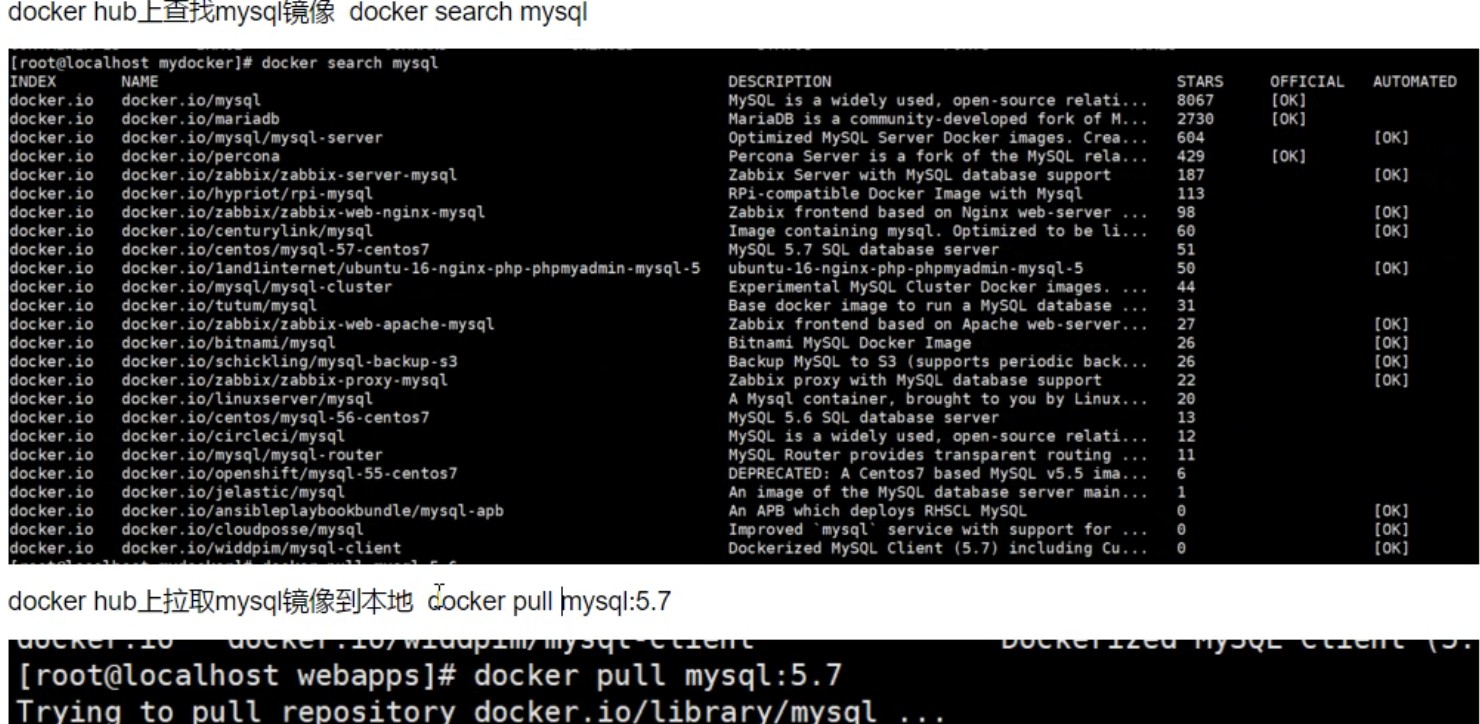 docker hub上查找mysql镜像 docker search mysql
[root@localhost mydocker]# docker search mysql
INDEX NAME DESCRIPTION STARS OFFICIAL AUTOMATED
docker.io docker.io/mysql MySQL is a widely used, open-source relati... 8067 [OK]
docker.io docker.io/mariadb MariaDB is a community-developed fork of M... 2730 [OK]
docker.io docker.io/mysql/mysql-server Optimized MySQL Server Docker images. Crea... 604 [OK]
docker.io docker.io/percona Percona Server is a fork of the MySQL rela... 429 [OK]
docker.io docker.io/zabbix/zabbix-server-mysql Zabbix Server with MySQL database support 187 [OK]
docker.io docker.io/hypriot/rpi-mysql RPi-compatible Docker Image with Mysql 113
docker.io docker.io/zabbix/zabbix-web-nginx-mysql Zabbix frontend based on Nginx web-server ... 98 [OK]
docker.io docker.io/centurylink/mysql Image containing mysql. Optimized to be li... 60 [OK]
docker.io docker.io/centos/mysql-57-centos7 MySQL 5.7 SQL database server 51
docker.io docker.io/1and1internet/ubuntu-16-nginx-php-phpmyadmin-mysql-5 ubuntu-16-nginx-php-phpmyadmin-mysql-5 50 [OK]
docker.io docker.io/mysql/mysql-cluster Experimental MySQL Cluster Docker images. ... 44
docker.io docker.io/tutum/mysql Base docker image to run a MySQL database ... 31
docker.io docker.io/zabbix/zabbix-web-apache-mysql Zabbix frontend based on Apache web-server... 27 [OK]
docker.io docker.io/bitnami/mysql Bitnami MySQL Docker Image 26 [OK]
docker.io docker.io/schickling/mysql-backup-s3 Backup MySQL to S3 (supports periodic back... 26 [OK]
docker.io docker.io/zabbix/zabbix-proxy-mysql Zabbix proxy with MySQL database support 22 [OK]
docker.io docker.io/linuxserver/mysql A Mysql container, brought to you by Linux... 20
docker.io docker.io/centos/mysql-56-centos7 MySQL 5.6 SQL database server 13
docker.io docker.io/circleci/mysql MySQL is a widely used, open-source relati... 12
docker.io docker.io/mysql/mysql-router MySQL Router provides transparent routing ... 11
docker.io docker.io/openshift/mysql-55-centos7 DEPRECATED: A Centos7 based MySQL v5.5 ima... 6
docker.io docker.io/jelastic/mysql An image of the MySQL database server main... 1
docker.io docker.io/ansibleplaybookbundle/mysql-apb An APB which deploys RHSCL MySQL 0 [OK]
docker.io docker.io/cloudposse/mysql Improved `mysql` service with support for ... 0 [OK]
docker.io docker.io/widdpim/mysql-client Dockerized MySQL Client (5.7) including Cu... 0 [OK]
docker hub上拉取mysql镜像到本地 docker pull mysql:5.7
docker.io docker.io/widdpim/mysql-client Dockerized MySQL Client (5.
[root@localhost webapps]# docker pull mysql:5.7
Trying to pull repository docker.io/library/mysql ...